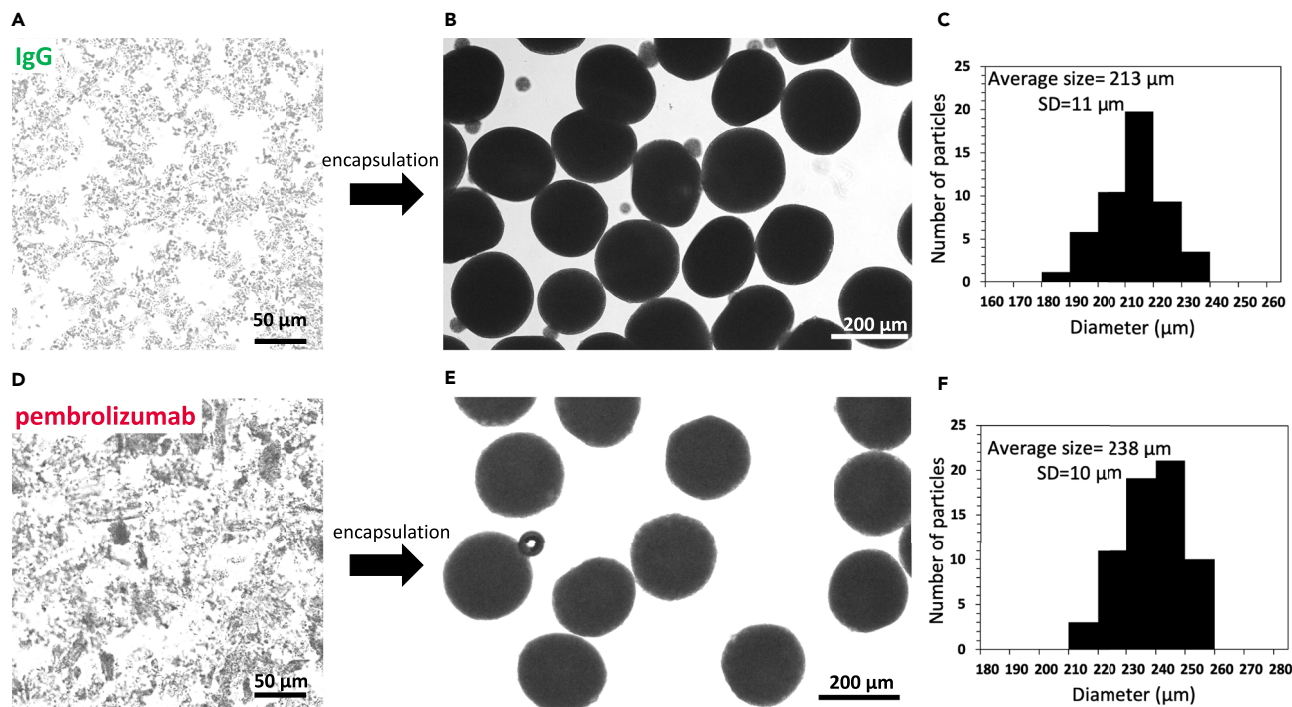 A
IgG
50 µm
encapsulation
B
200 µm
C
Average size= 213 µm
SD=11 µm
Number of particles
25
20
15
10
5
0
160 170 180 190 200 210 220 230 240 250 260
Diameter (µm)
D
pembrolizumab
50 µm
encapsulation
E
200 µm
F
Average size= 238 µm
SD=10 µm
Number of particles
25
20
15
10
5
0
180 190 200 210 220 230 240 250 260 270 280
Diameter (µm)